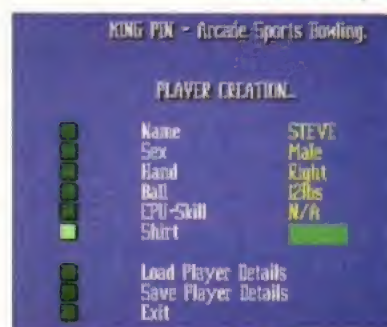 KING PIN - Arcade Sports Bowling.
PLAYER CREATION..
Name STEVE
Sex Male
Hand Right
Ball 12lbs
CPU-Skill N/A
Shirt
Load Player Details
Save Player Details
Exit